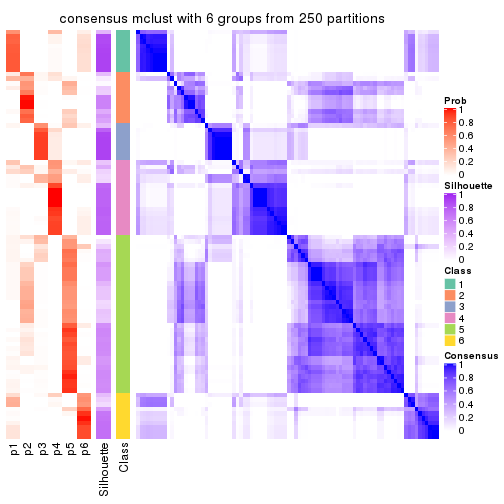 consensus mclust with 6 groups from 250 partitions
Prob
1
0.8
0.6
0.4
0.2
0
Silhouette
1
0.8
0.6
0.4
0.2
0
Class
1
2
3
4
5
6
Consensus
1
0.8
0.6
0.4
0.2
0
p1
p2
p3
p4
p5
p6
Silhouette
Class